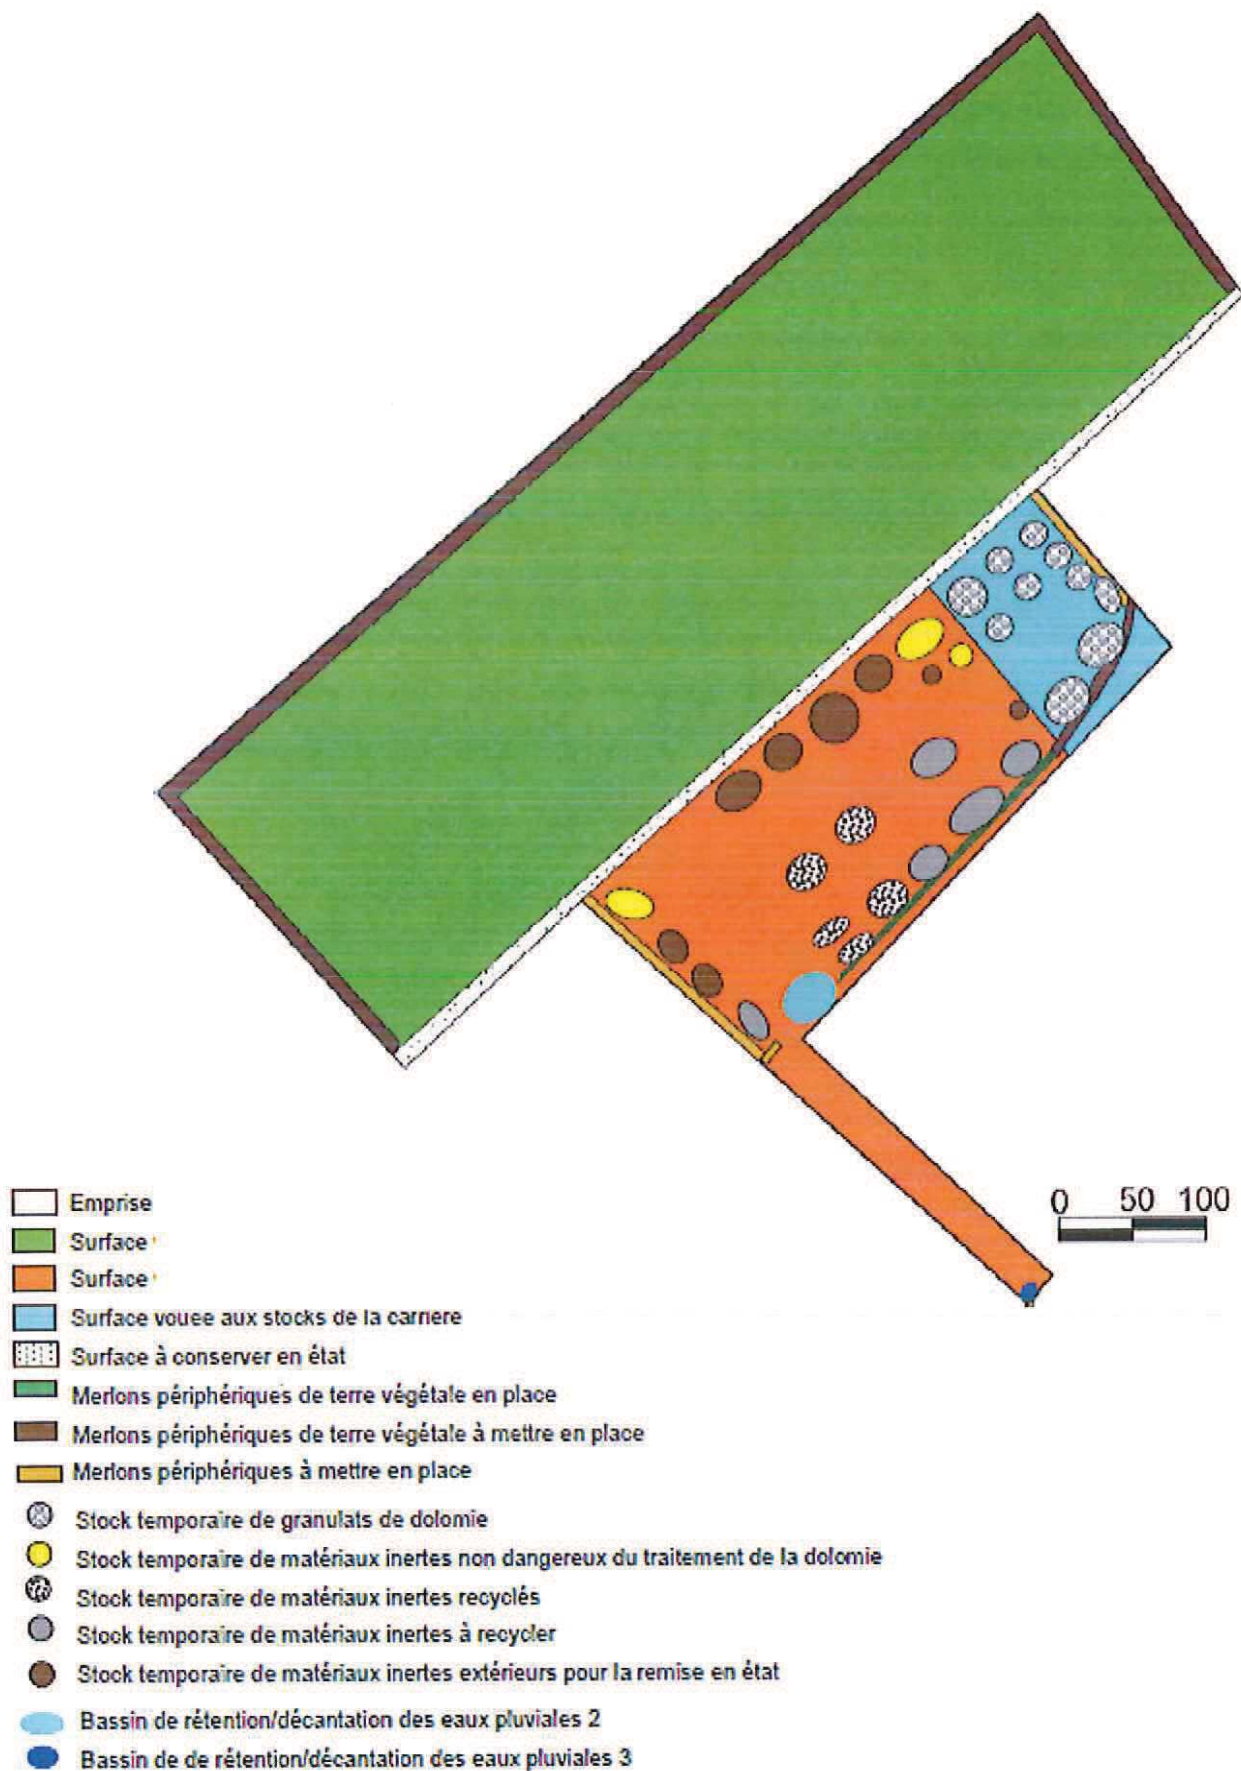 Emprise
Surface
Surface
0 50 100
Surface vouee aux stocks de la carriere
Surface à conserver en état
Merlons périphériques de terre végétale en place
Merlons périphériques de terre végétale à mettre en place
Merlons périphériques à mettre en place
Stock temporaire de granulats de dolomie
Stock temporaire de matériaux inertes non dangereux du traitement de la dolomie
Stock temporaire de matériaux inertes recyclés
Stock temporaire de matériaux inertes à recycler
Stock temporaire de matériaux inertes extérieurs pour la remise en état
Bassin de rétention/décantation des eaux pluviales 2
Bassin de de rétention/décantation des eaux pluviales 3